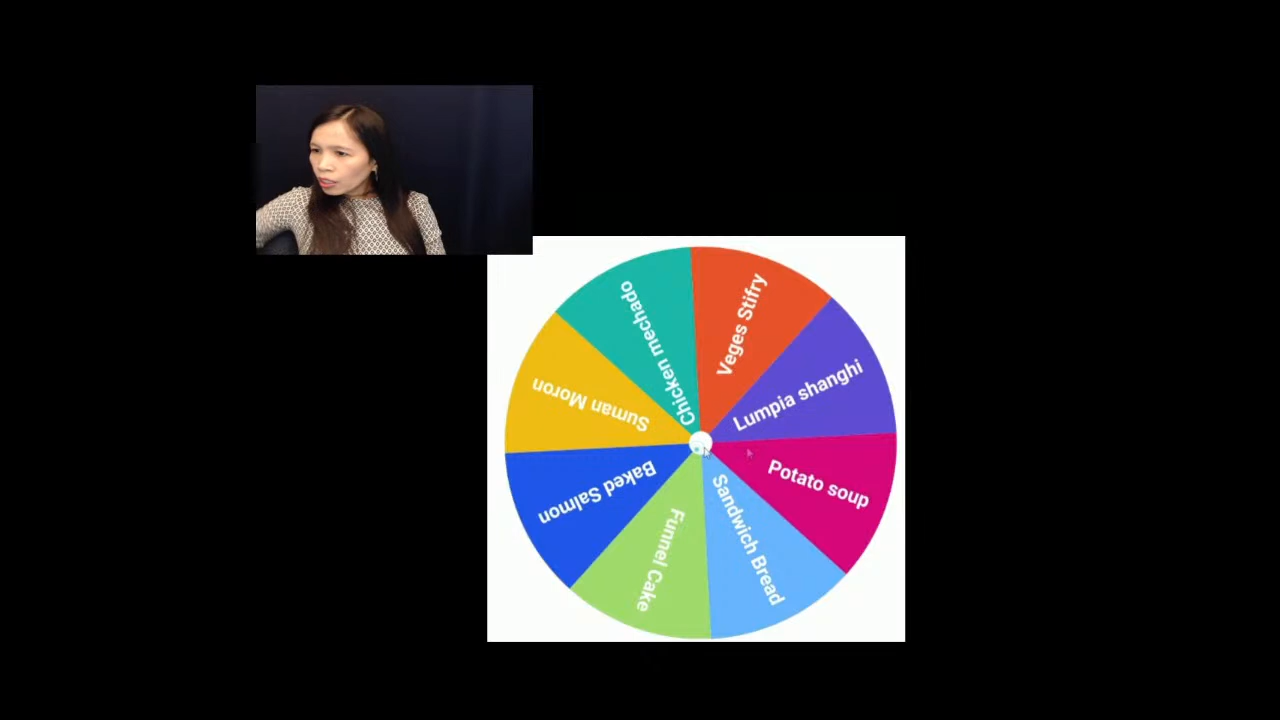 Veges Stifry
Lumpia shanghi
Potato soup
Sandwich Bread
Funnel Cake
Baked Salmon
Suman Moron
Chicken mechado